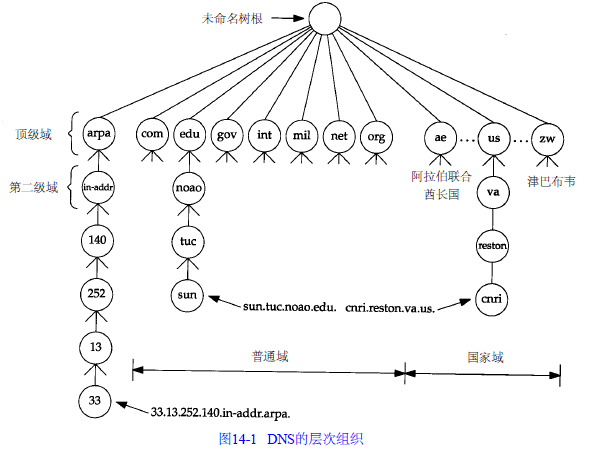 未命名树根
顶级域
arpa
com
edu
gov
int
mil
net
org
ae
...
us
...
zw
第二级域
in-addr
noao
阿拉伯联合
酋长国
va
津巴布韦
140
tuc
reston
252
sun
sun.tuc.noao.edu.
cnri.reston.va.us.
cnri
13
普通域
国家域
33
33.13.252.140.in-addr.arpa.
图14-1 DNS的层次组织